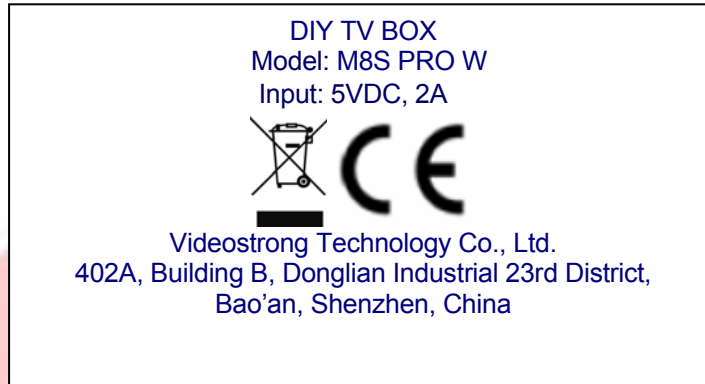 DIY TV BOX
Model: M8S PRO W
Input: 5VDC, 2A
CE
Videostrong Technology Co., Ltd.
402A, Building B, Donglian Industrial 23rd District,
Bao’an, Shenzhen, China